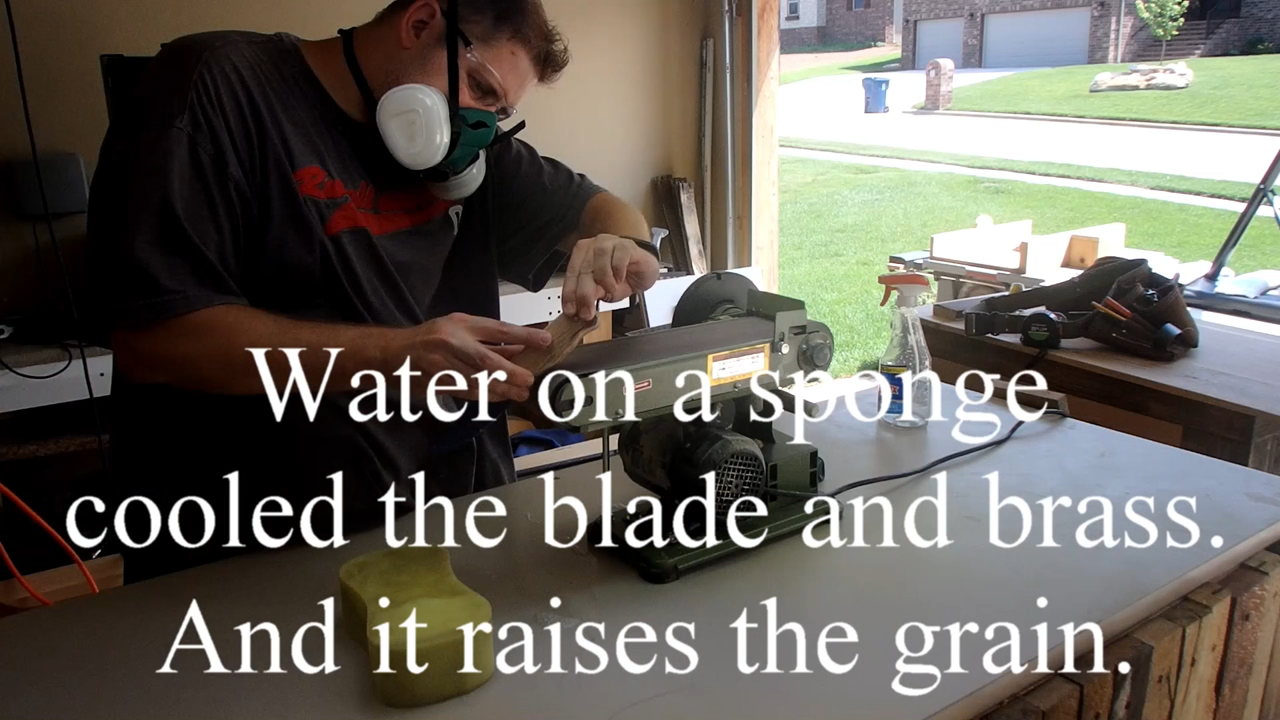 Water on a sponge
cooled the blade and brass.
And it raises the grain.